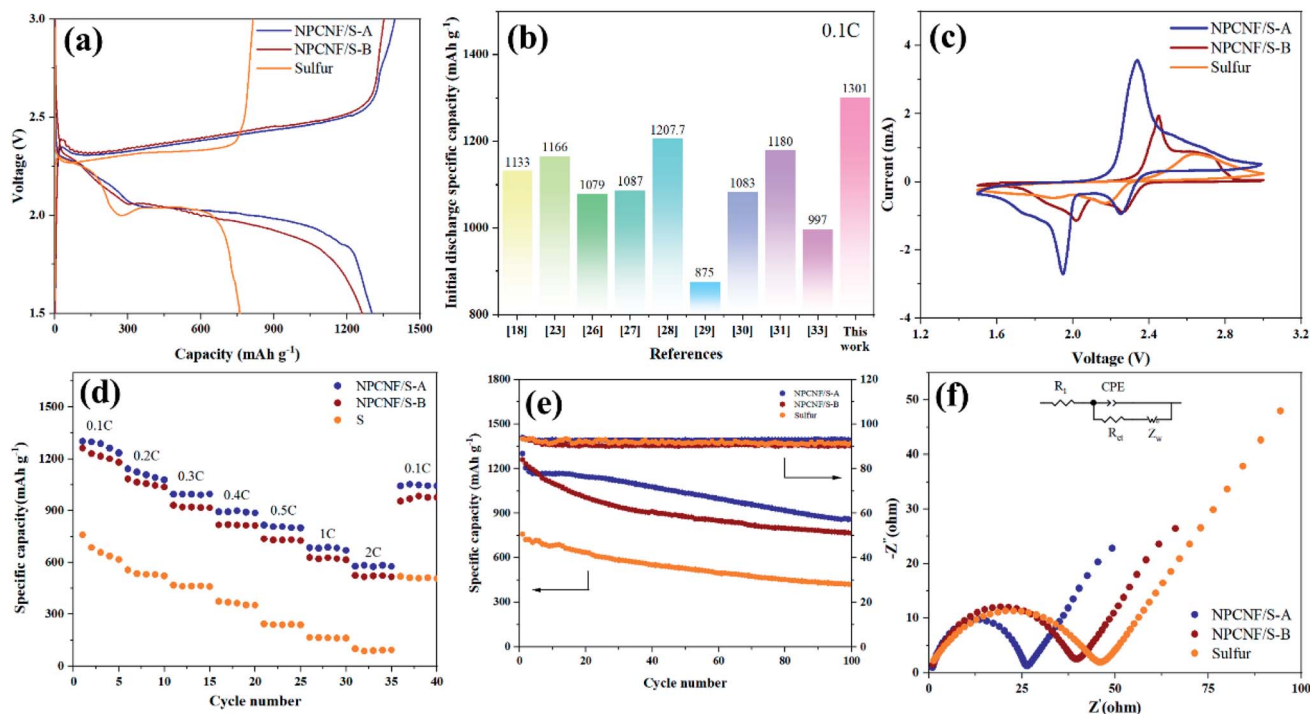 (a)
NPCNF/S-A
NPCNF/S-B
Sulfur
Voltage (V)
3.0
2.5
2.0
1.5
0 300 600 900 1200 1500
Capacity (mAh g-1)
(b)
0.1C
Initial discharge specific capacity (mAh g-1)
1400
1200
1000
800
1133
1166
1079
1087
1207.7
875
1083
1180
997
1301
[18] [23] [26] [27] [28] [29] [30] [31] [33] This
work
References
(c)
NPCNF/S-A
NPCNF/S-B
Sulfur
Current (mA)
4
2
0
-2
-4
1.2 1.6 2.0 2.4 2.8 3.2
Voltage (V)
(d)
NPCNF/S-A
NPCNF/S-B
S
Specific capacity(mAh g-1)
1500
1200
900
600
300
0
0.1C
0.2C
0.3C
0.4C
0.5C
1C
2C
0.1C
0 5 10 15 20 25 30 35 40
Cycle number
(e)
NPCNF/S-A
NPCNF/S-B
Sulfur
Specific capacity (mAh g-1)
1800
1500
1200
900
600
300
0
120
100
80
60
40
20
0
0 20 40 60 80 100
Cycle number
(f)
R1
CPE
Rct
Zw
NPCNF/S-A
NPCNF/S-B
Sulfur
-Z''(ohm)
50
40
30
20
10
0
0 25 50 75 100
Z'(ohm)